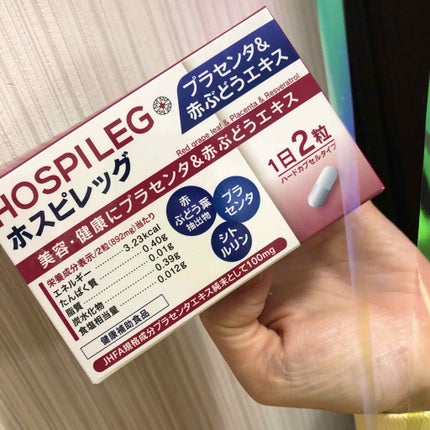 HOSPILEG
ホスピレッグ
プラセンタ&
赤ぶどうエキス
Red grape leaf & Placenta & Resveratrol
美容・健康にプラセンタ&赤ぶどうエキス
1日2粒
ハードカプセルタイプ
栄養成分表示/2粒(892mg)当たり
エネルギー 3.23kcal
たんぱく質 0.40g
脂質 0.01g
炭水化物 0.39g
食塩相当量 0.012g
赤
ぶどう葉
抽出物
プラ
センタ
シト
ルリン
健康補助食品
JHFA規格成分プラセンタエキス純末として100mg